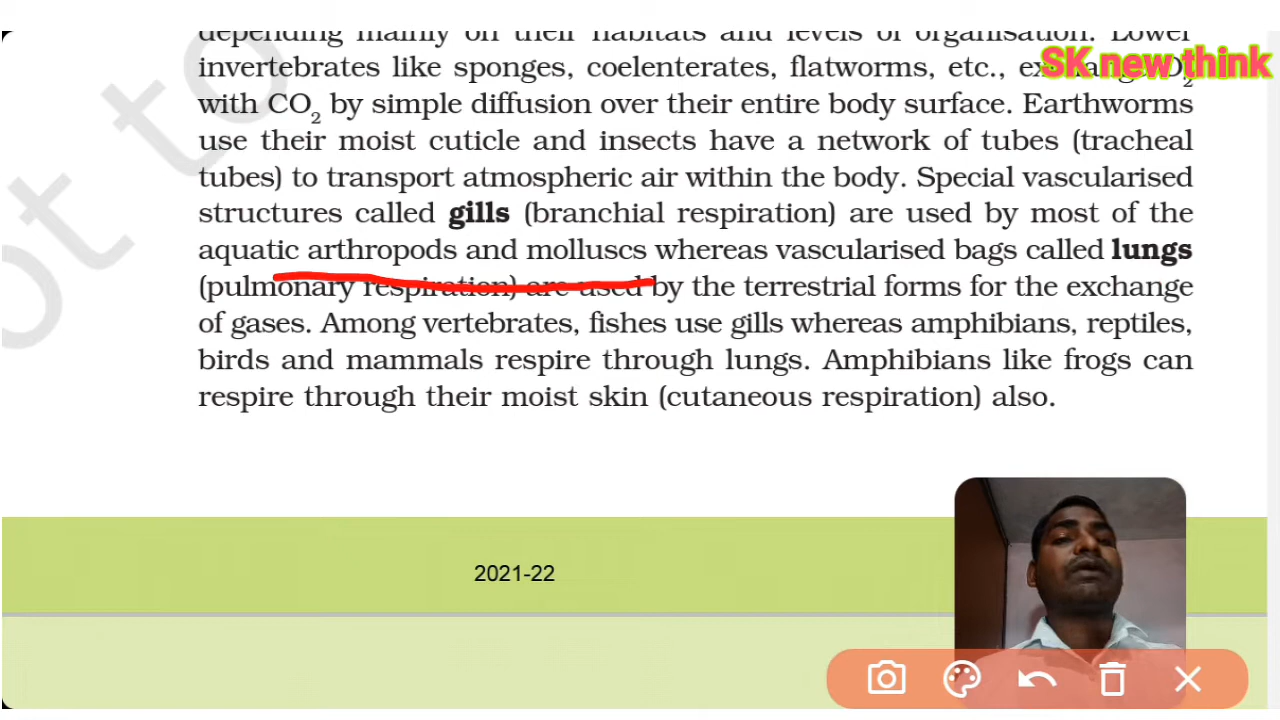 depending mainly on their habitats and levels of organisation. Lower
SK new think
invertebrates like sponges, coelenterates, flatworms, etc., O2
with CO2 by simple diffusion over their entire body surface. Earthworms
use their moist cuticle and insects have a network of tubes (tracheal
tubes) to transport atmospheric air within the body. Special vascularised
structures called gills (branchial respiration) are used by most of the
aquatic arthropods and molluscs whereas vascularised bags called lungs
(pulmonary respiration) are used by the terrestrial forms for the exchange
of gases. Among vertebrates, fishes use gills whereas amphibians, reptiles,
birds and mammals respire through lungs. Amphibians like frogs can
respire through their moist skin (cutaneous respiration) also.
ot to
2021-22